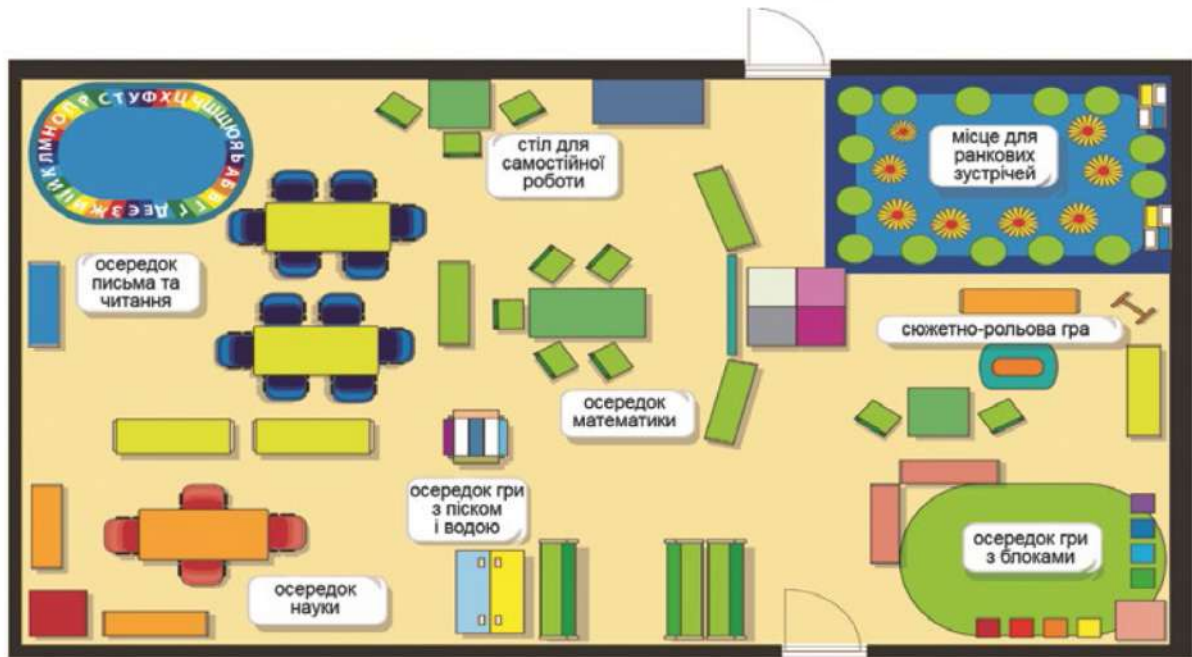 АБВГҐДЕЄЗЖИІЇЙКЛМНОПРСТУФХЦЧШЩЮЯЬ
стіл для
самостійної
роботи
місце для
ранкових
зустрічей
осередок
письма та
читання
сюжетно-рольова гра
осередок
математики
осередок гри
з піском
і водою
осередок гри
з блоками
осередок
науки